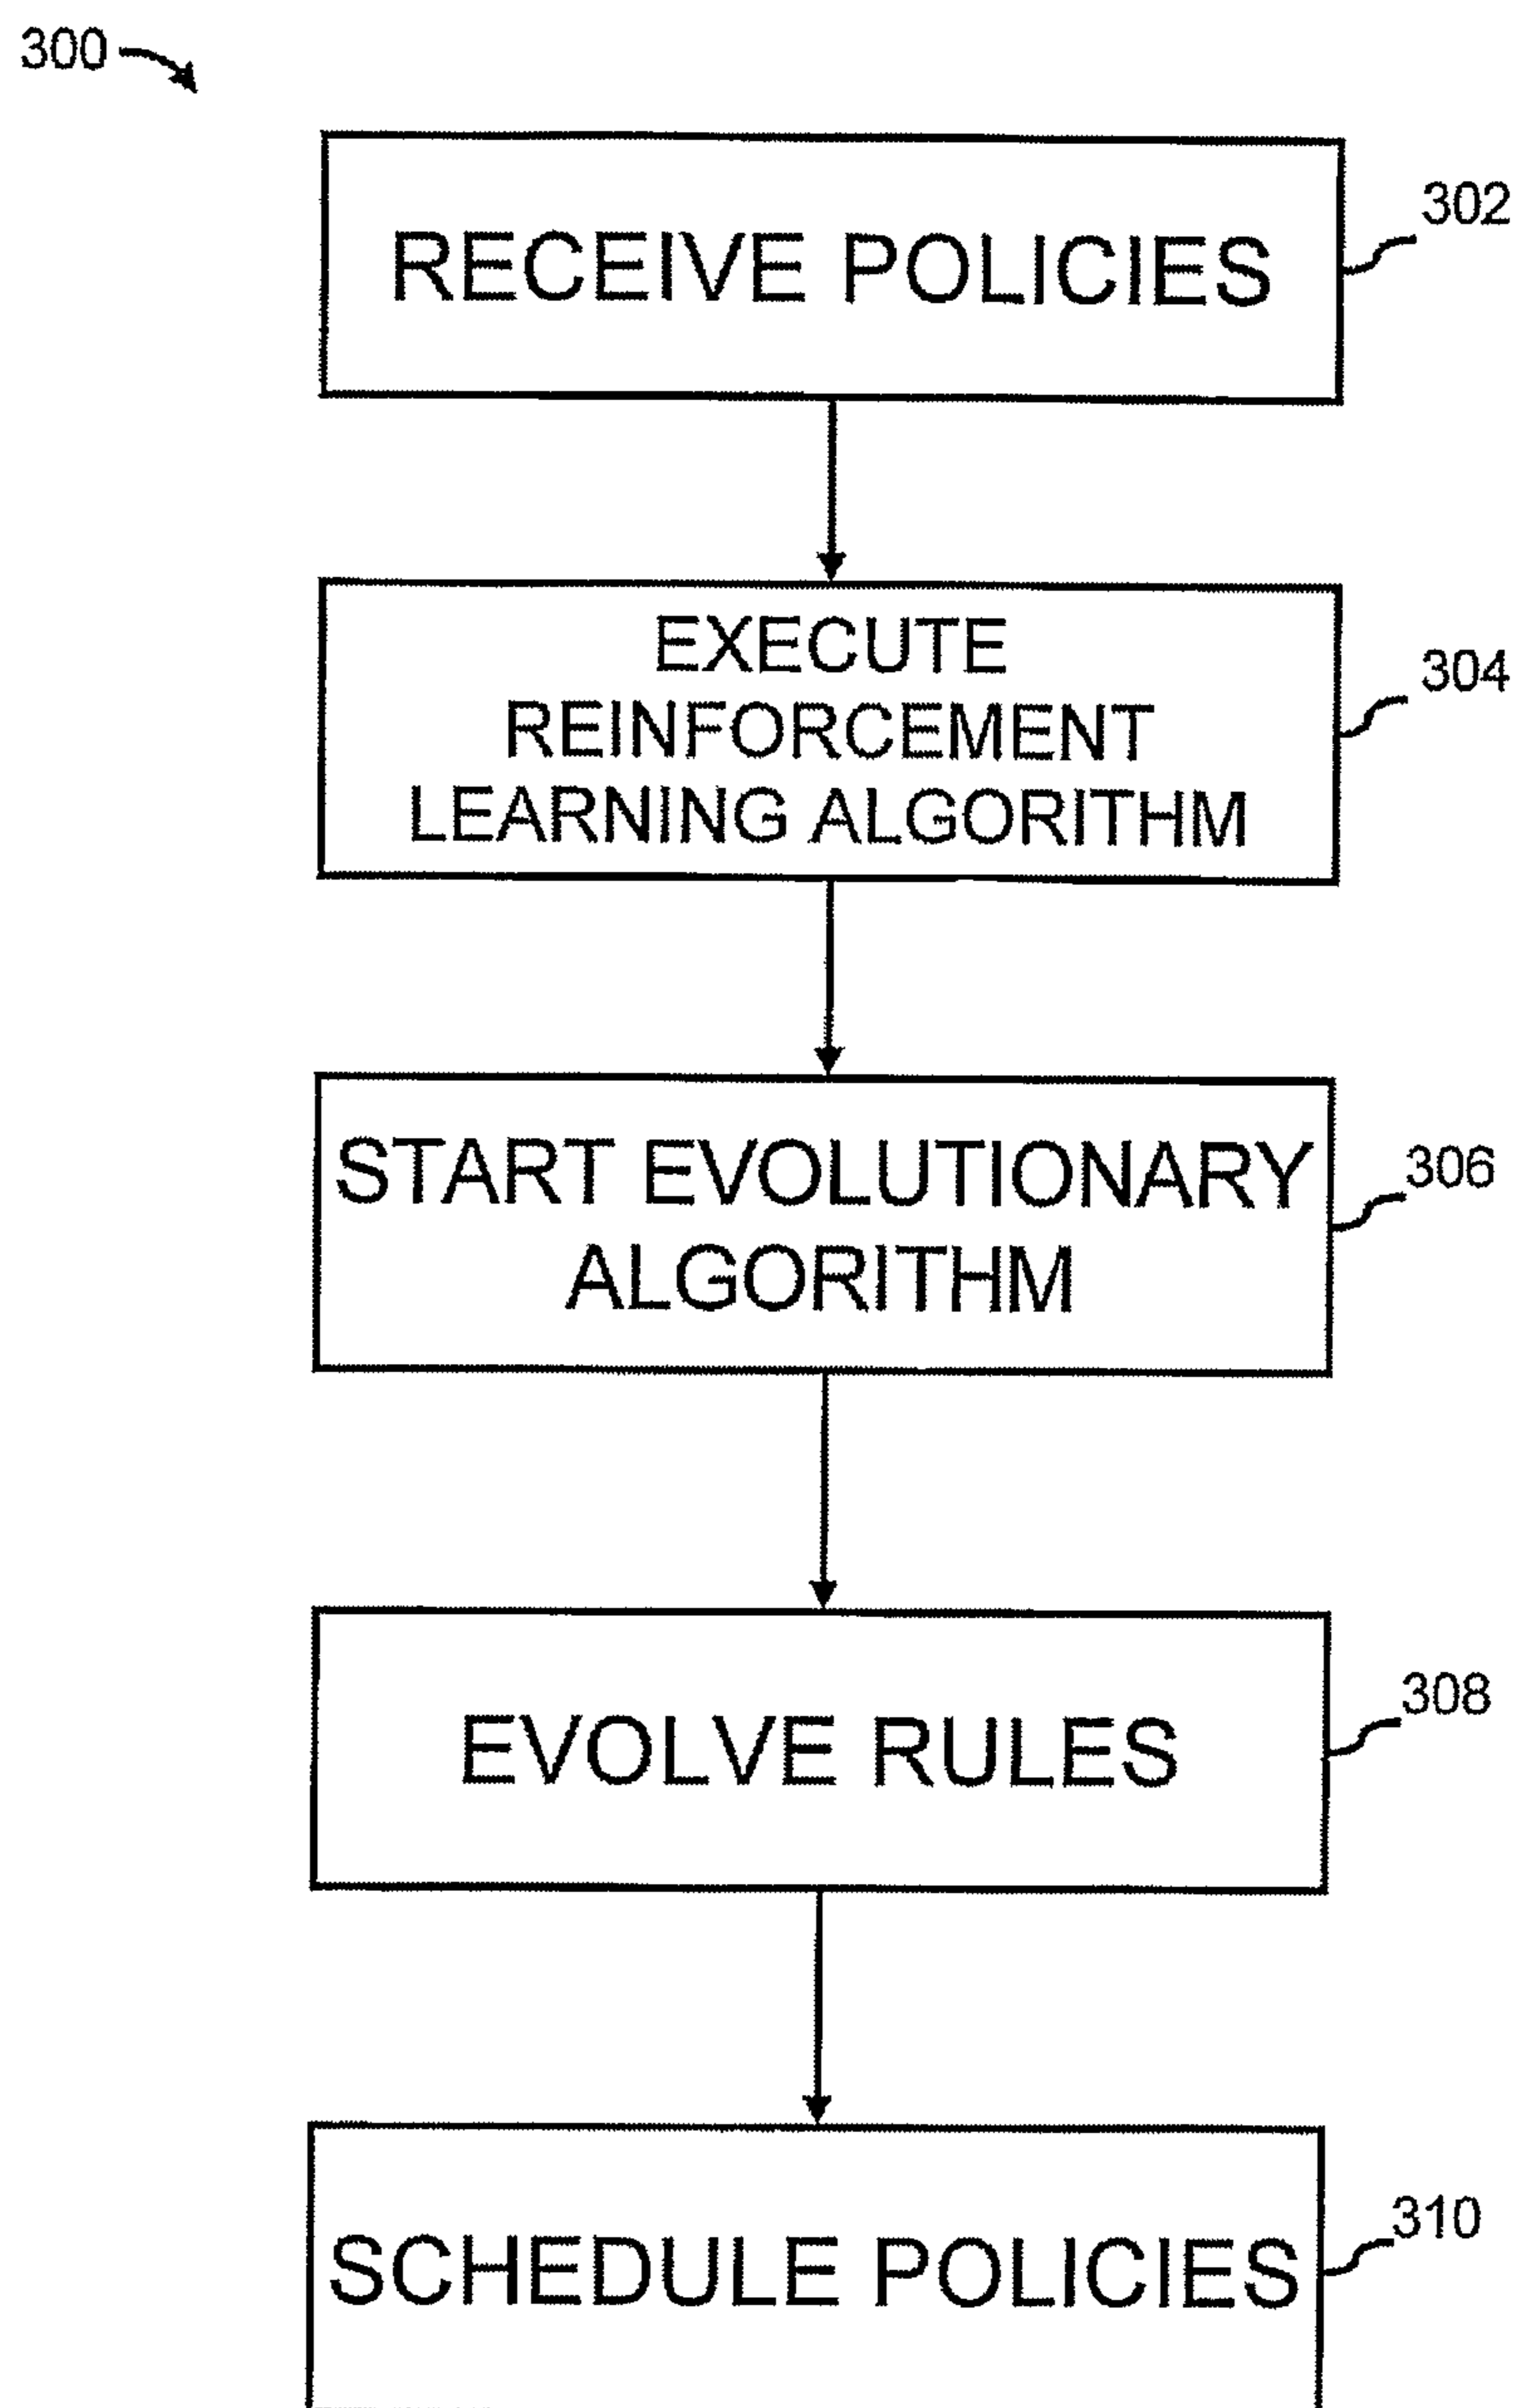 300
RECEIVE POLICIES
302
EXECUTE
REINFORCEMENT
LEARNING ALGORITHM
304
START EVOLUTIONARY
ALGORITHM
306
EVOLVE RULES
308
SCHEDULE POLICIES
310